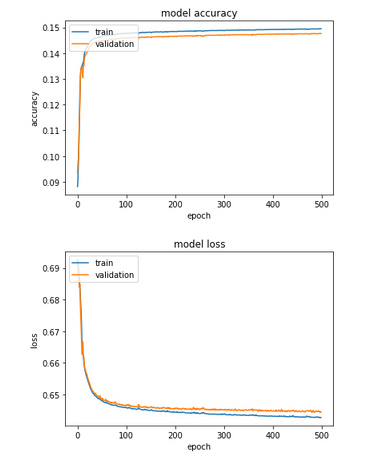 model accuracy
0.15
0.14
0.13
0.12
0.11
0.10
0.09
accuracy
train
validation
0 100 200 300 400 500
epoch
model loss
0.69
0.68
0.67
0.66
0.65
loss
train
validation
0 100 200 300 400 500
epoch